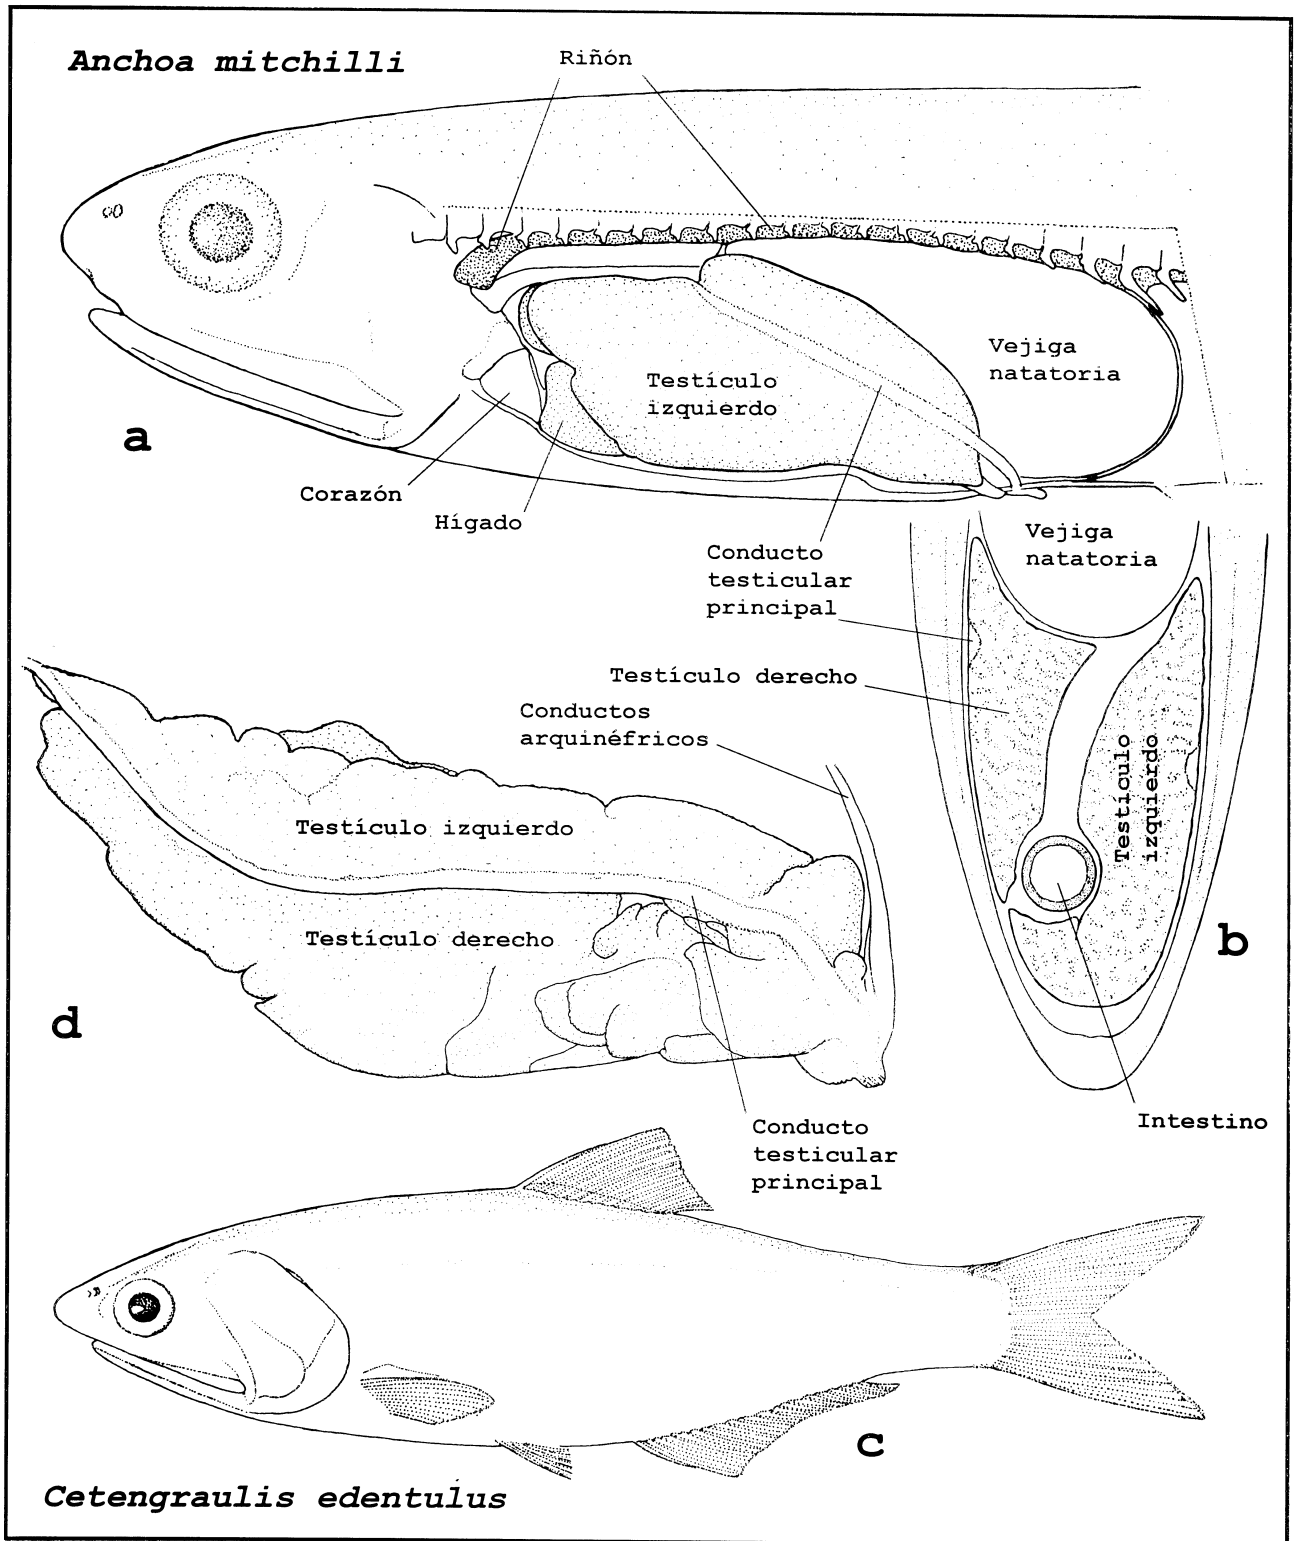 Anchoa mitchilli
Riñón
Vejiga
natatoria
Testículo
izquierdo
a
Corazón
Hígado
Conducto
testicular
principal
Vejiga
natatoria
Testículo derecho
Conductos
arquinéfricos
Testículo
izquierdo
Testículo izquierdo
Testículo derecho
b
d
Intestino
Conducto
testicular
principal
c
Cetengraulis edentulus